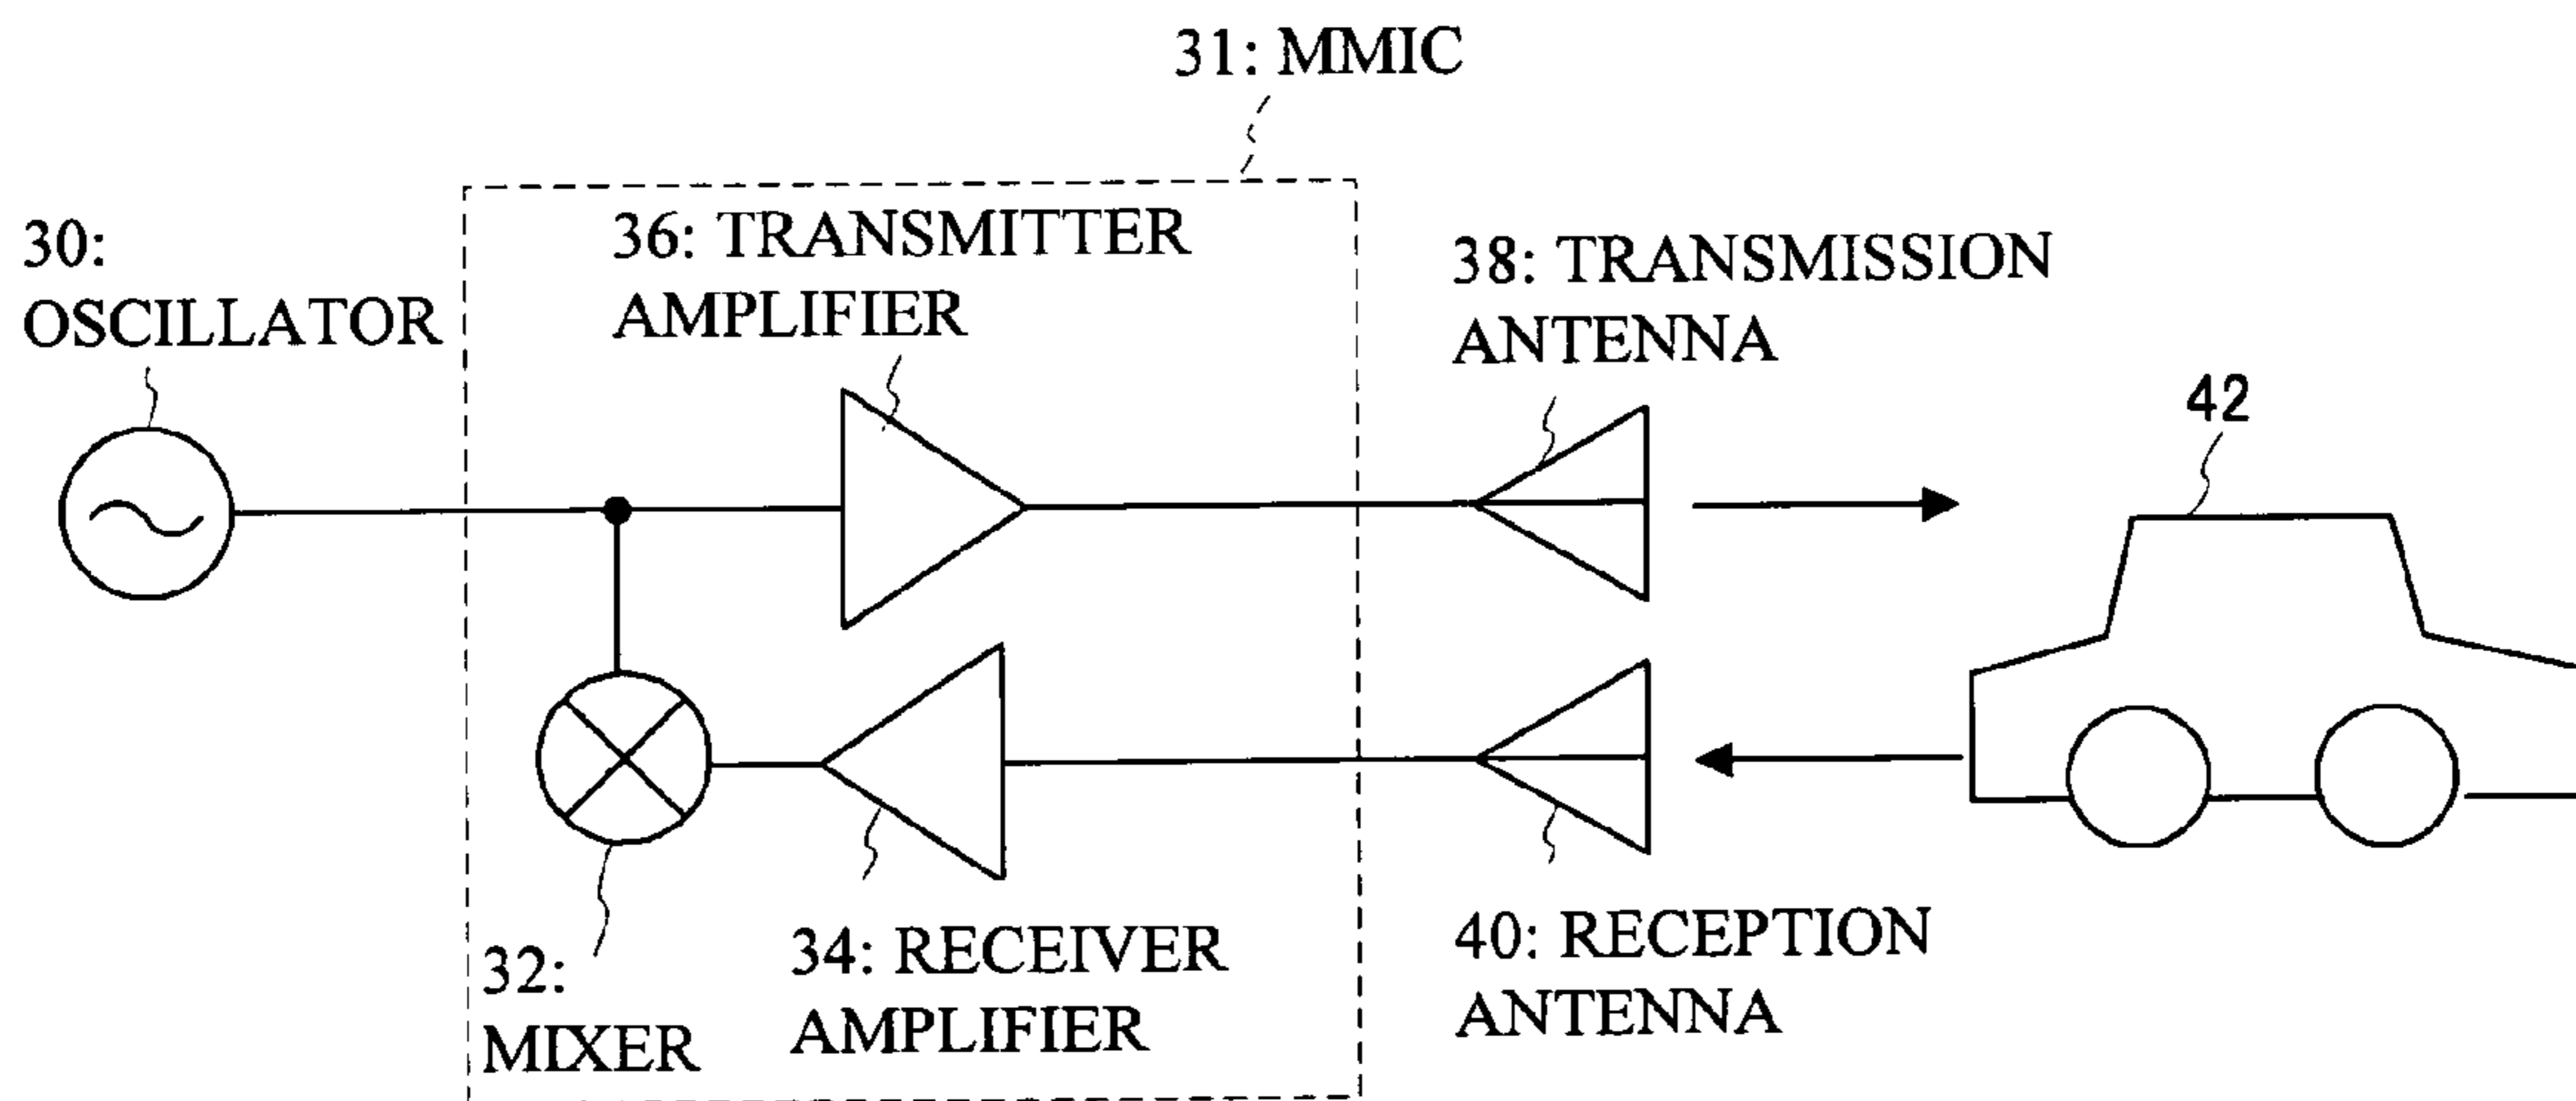 31: MMIC
30:
OSCILLATOR
36: TRANSMITTER
AMPLIFIER
38: TRANSMISSION
ANTENNA
42
32:
MIXER
34: RECEIVER
AMPLIFIER
40: RECEPTION
ANTENNA